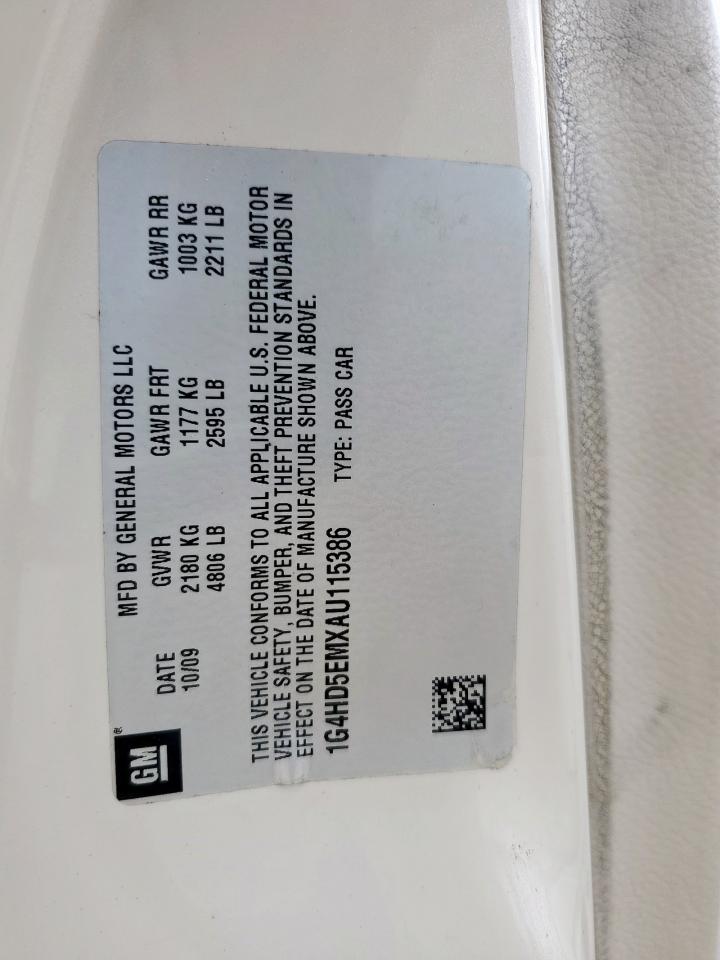 GM®
MFD BY GENERAL MOTORS LLC
DATE GVWR GAWR FRT GAWR RR
10/09 2180 KG 1177 KG 1003 KG
4806 LB 2595 LB 2211 LB
THIS VEHICLE CONFORMS TO ALL APPLICABLE U.S. FEDERAL MOTOR
VEHICLE SAFETY, BUMPER, AND THEFT PREVENTION STANDARDS IN
EFFECT ON THE DATE OF MANUFACTURE SHOWN ABOVE.
1G4HD5EMXAU115386 TYPE: PASS CAR